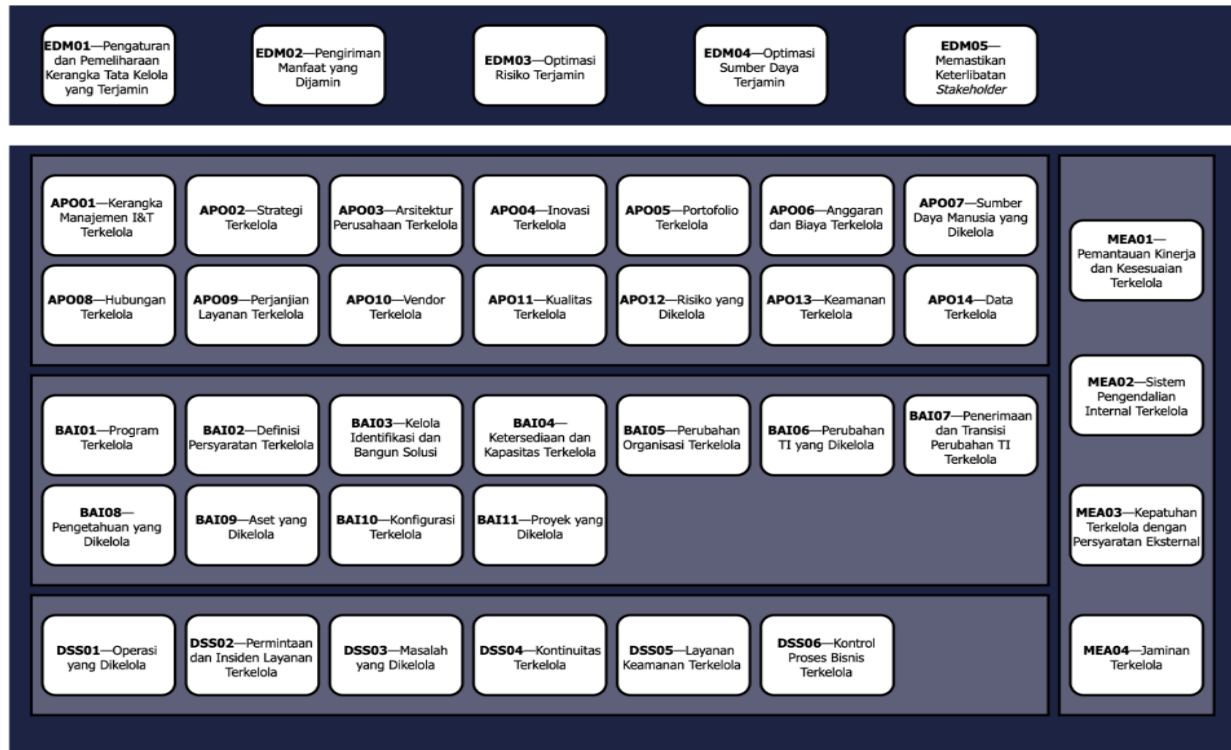 EDM01—Pengaturan
dan Pemeliharaan
Kerangka Tata Kelola
yang Terjamin
EDM02—Pengiriman
Manfaat yang
Dijamin
EDM03—Optimasi
Risiko Terjamin
EDM04—Optimasi
Sumber Daya
Terjamin
EDM05—
Memastikan
Keterlibatan
Stakeholder
APO01—Kerangka
Manajemen I&T
Terkelola
APO02—Strategi
Terkelola
APO03—Arsitektur
Perusahaan Terkelola
APO04—Inovasi
Terkelola
APO05—Portofolio
Terkelola
APO06—Anggaran
dan Biaya Terkelola
APO07—Sumber
Daya Manusia yang
Dikelola
APO08—Hubungan
Terkelola
APO09—Perjanjian
Layanan Terkelola
APO10—Vendor
Terkelola
APO11—Kualitas
Terkelola
APO12—Risiko yang
Dikelola
APO13—Keamanan
Terkelola
APO14—Data
Terkelola
BAI01—Program
Terkelola
BAI02—Definisi
Persyaratan Terkelola
BAI03—Kelola
Identifikasi dan
Bangun Solusi
BAI04—
Ketersediaan dan
Kapasitas Terkelola
BAI05—Perubahan
Organisasi Terkelola
BAI06—Perubahan
TI yang Dikelola
BAI07—Penerimaan
dan Transisi
Perubahan TI
Terkelola
BAI08—
Pengetahuan yang
Dikelola
BAI09—Aset yang
Dikelola
BAI10—Konfigurasi
Terkelola
BAI11—Proyek yang
Dikelola
DSS01—Operasi
yang Dikelola
DSS02—Permintaan
dan Insiden Layanan
Terkelola
DSS03—Masalah
yang Dikelola
DSS04—Kontinuitas
Terkelola
DSS05—Layanan
Keamanan Terkelola
DSS06—Kontrol
Proses Bisnis
Terkelola
MEA01—
Pemantauan Kinerja
dan Kesesuaian
Terkelola
MEA02—Sistem
Pengendalian
Internal Terkelola
MEA03—Kepatuhan
Terkelola dengan
Persyaratan Eksternal
MEA04—Jaminan
Terkelola